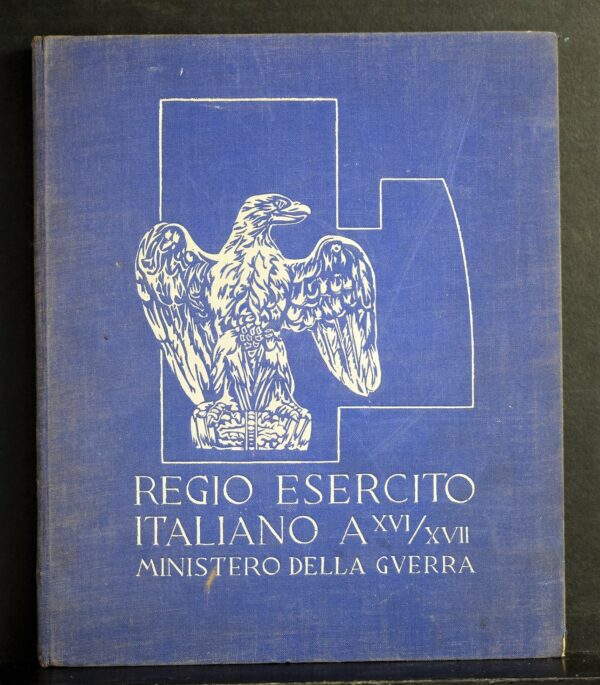 REGIO ESERCITO
ITALIANO A XVI/XVII
MINISTERO DELLA GVERRA